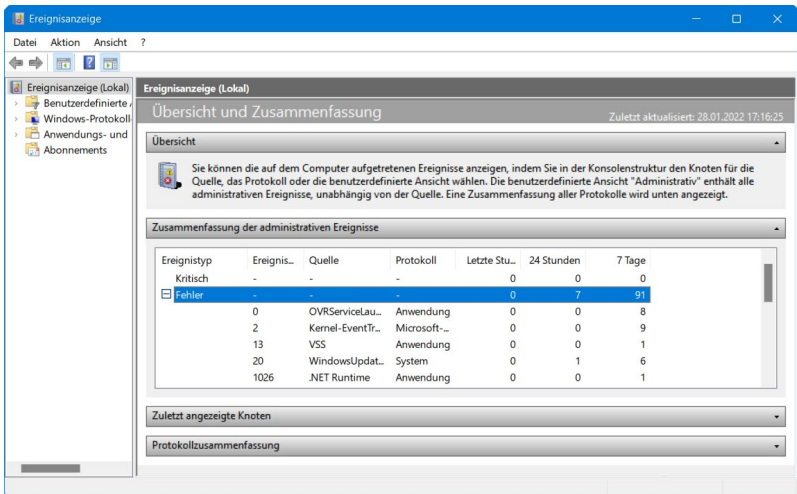 Ereignisanzeige
Datei Aktion Ansicht ?
Ereignisanzeige (Lokal)
Benutzerdefinierte
Windows-Protokoll
Anwendungs- und
Abonnements
Ereignisanzeige (Lokal)
Übersicht und Zusammenfassung Zuletzt aktualisiert: 28.01.2022 17:16:25
Übersicht
Sie können die auf dem Computer aufgetretenen Ereignisse anzeigen, indem Sie in der Konsolenstruktur den Knoten für die
Quelle, das Protokoll oder die benutzerdefinierte Ansicht wählen. Die benutzerdefinierte Ansicht "Administrativ" enthält alle
administrativen Ereignisse, unabhängig von der Quelle. Eine Zusammenfassung aller Protokolle wird unten angezeigt.
Zusammenfassung der administrativen Ereignisse
Ereignistyp Ereignis... Quelle Protokoll Letzte Stu... 24 Stunden 7 Tage
Kritisch - - - 0 0 0
Fehler - - - 0 7 91
0 OVRServiceLau... Anwendung 0 0 8
2 Kernel-EventTr... Microsoft-... 0 0 9
13 VSS Anwendung 0 0 1
20 WindowsUpdat... System 0 1 6
1026 .NET Runtime Anwendung 0 0 1
Zuletzt angezeigte Knoten
Protokollzusammenfassung